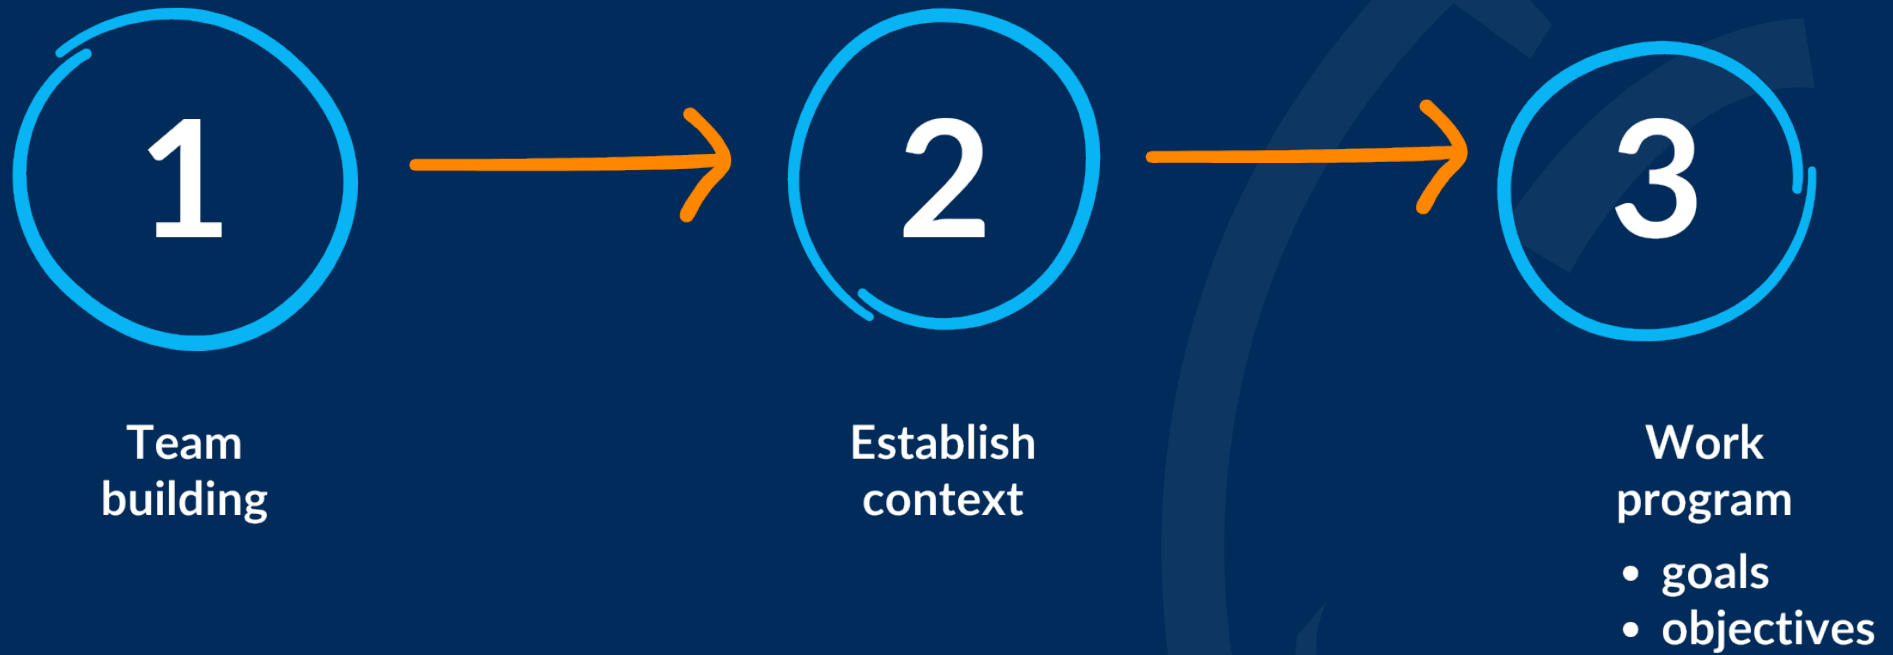 1
2
3
Team
building
Establish
context
Work
program
• goals
• objectives